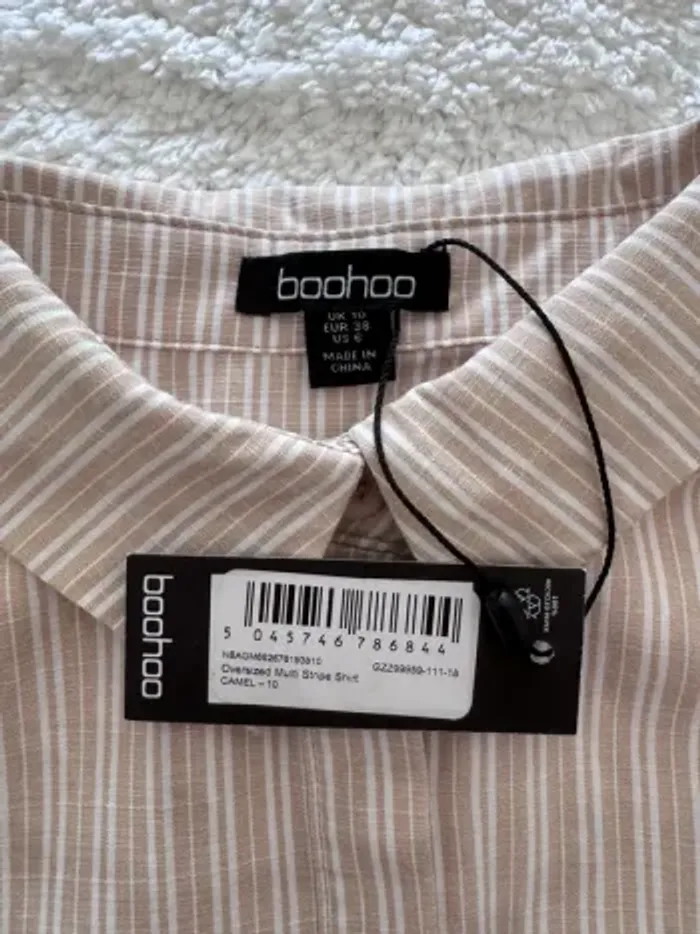 boohoo
UK 10
EUR 38
US 6
MADE IN
CHINA
boohoo
5 045746 786844
Oversized Multi Stripe Shirt
CAMEL - 10